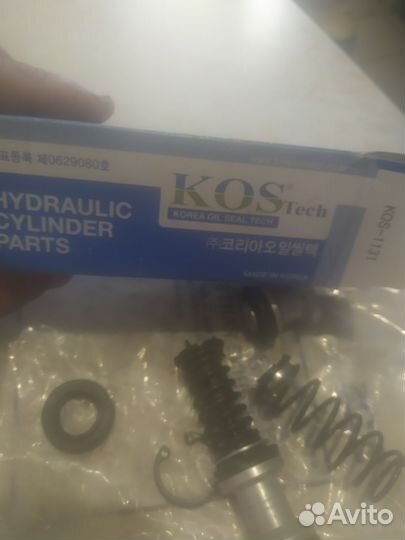 표등록 제0629080호
HYDRAULIC
CYLINDER
PARTS
KOS® Tech
KOREA OIL SEAL TECH
㈜코리아오일씰텍
MADE IN KOREA
KOS-1131
Avito